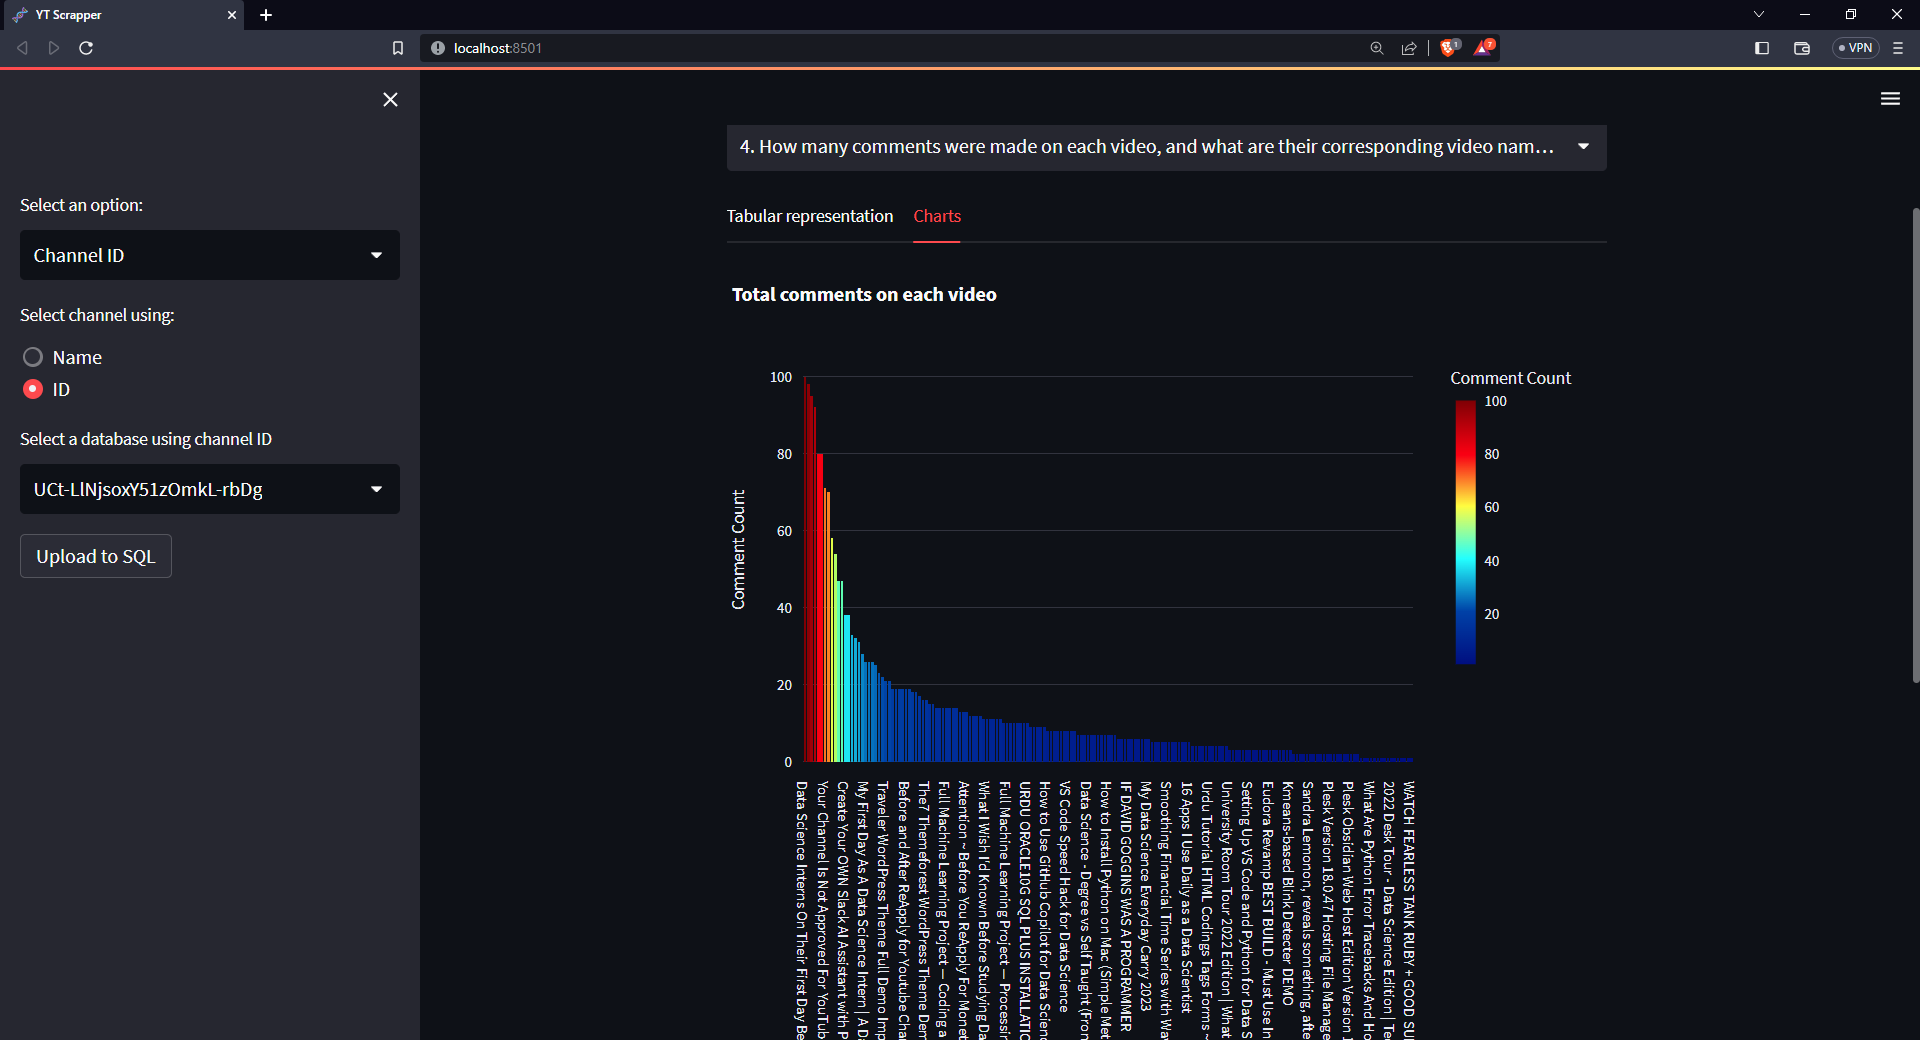 YT Scrapper
localhost:8501
1
7
VPN
Select an option:
Channel ID
Select channel using:
Name
ID
Select a database using channel ID
UCt-LlNjsoxY51zOmkL-rbDg
Upload to SQL
4. How many comments were made on each video, and what are their corresponding video nam...
Tabular representation
Charts
Total comments on each video
Comment Count
100
80
60
40
20
0
Comment Count
100
80
60
40
20
Data Science Interns On Their First Day Be
Your Channel Is Not Approved For YouTub
Create Your OWN Slack AI Assistant with P
My First Day As A Data Science Intern | A Da
Traveler WordPress Theme Full Demo Imp
Before and After ReApply for Youtube Cha
The7 Themeforest WordPress Theme Dem
Full Machine Learning Project — Coding a
Attention ~ Before You ReApply For Monet
What I Wish I'd Known Before Studying Da
Full Machine Learning Project — Processin
URDU ORACLE10G SQL PLUS INSTALLATIO
How to Use GitHub Copilot for Data Scienc
VS Code Speed Hack for Data Science
Data Science - Degree vs Self Taught (Fron
How to Install Python on Mac (Simple Met
IF DAVID GOGGINS WAS A PROGRAMMER
My Data Science Everyday Carry 2023
Smoothing Financial Time Series with Wa
16 Apps I Use Daily as a Data Scientist
Urdu Tutorial HTML Codings Tags Forms ~
University Room Tour 2022 Edition | What
Setting Up VS Code and Python for Data S
Eudora Revamp BEST BUILD - Must Use In
Kmeans-based Blink Detecter DEMO
Sandra Lemonon, reveals something, afte
Plesk Version 18.0.47 Hosting File Manage
Plesk Obsidian Web Host Edition Version 1
What Are Python Error Tracebacks And Ho
2022 Desk Tour - Data Science Edition | Te
WATCH FEARLESS TANK RUBY + GOOD SU